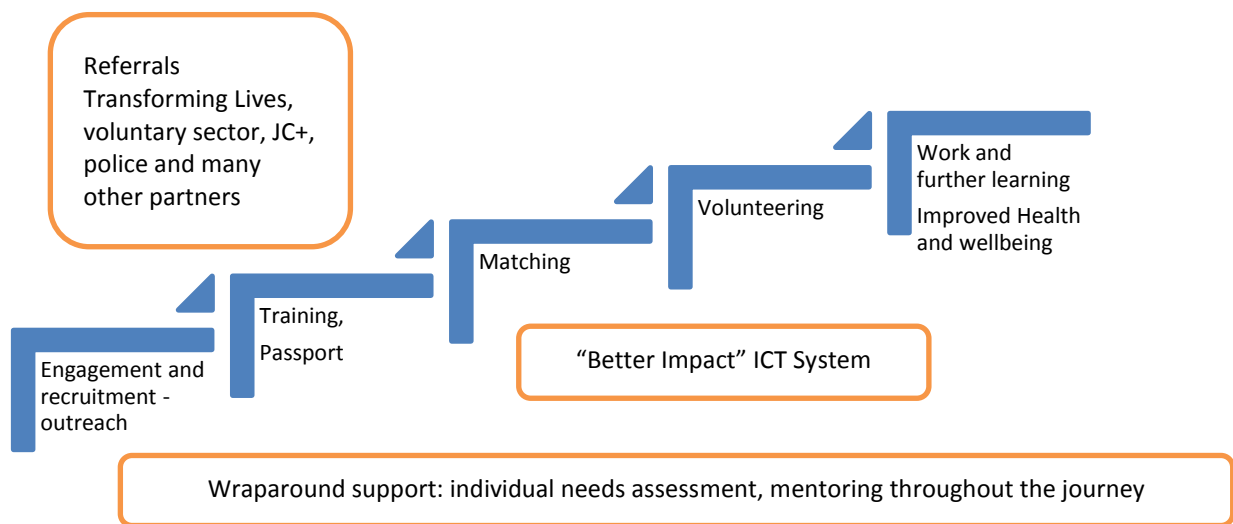 Referrals
Transforming Lives,
voluntary sector, JC+,
police and many
other partners
Engagement and
recruitment -
outreach
Training,
Passport
Matching
Volunteering
Work and
further learning
Improved Health
and wellbeing
“Better Impact” ICT System
Wraparound support: individual needs assessment, mentoring throughout the journey